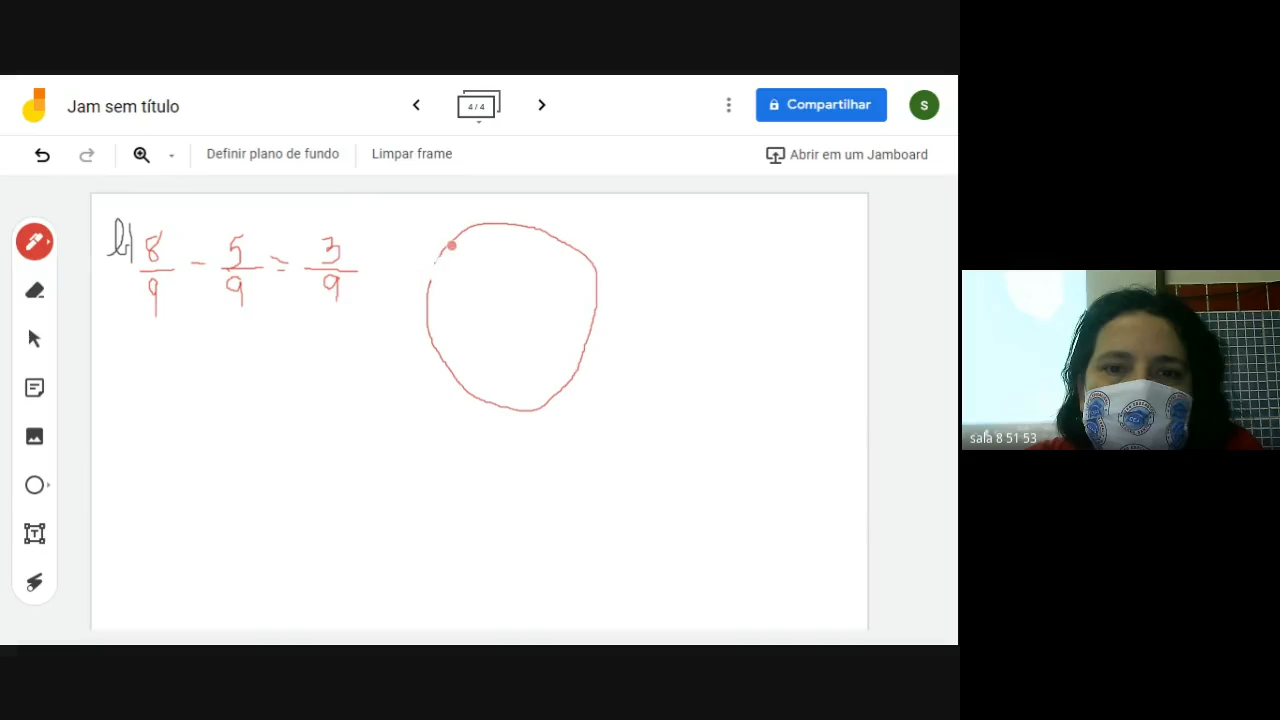 Jam sem título
4 / 4
Compartilhar
S
Definir plano de fundo
Limpar frame
Abrir em um Jamboard
b) 8/9 - 5/9 = 3/9
sala 8 51 53